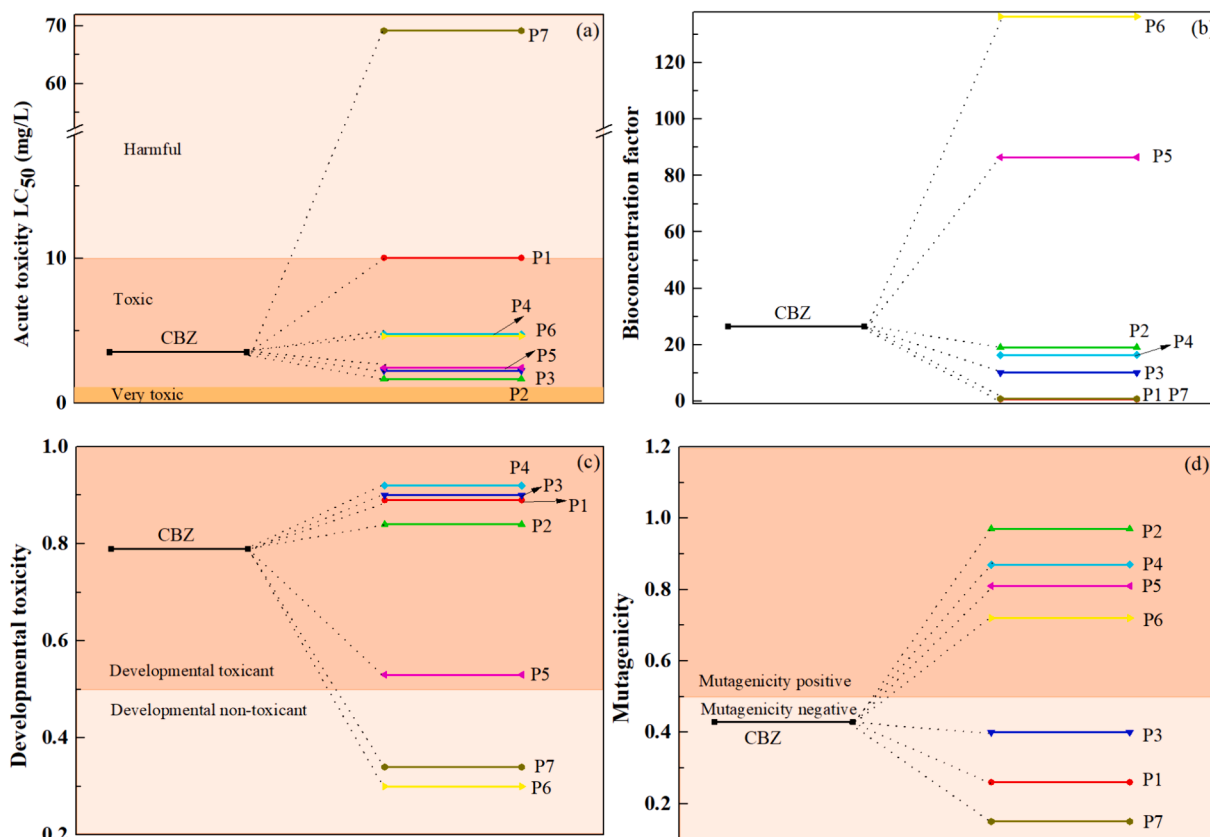 (a)
Acute toxicity LC50 (mg/L)
70
60
10
0
Harmful
Toxic
Very toxic
CBZ
P7
P1
P4
P6
P5
P3
P2
(b)
Bioconcentration factor
140
120
100
80
60
40
20
0
CBZ
P6
P5
P2
P4
P3
P1 P7
(c)
Developmental toxicity
1.0
0.8
0.6
0.4
0.2
CBZ
Developmental toxicant
Developmental non-toxicant
P4
P3
P1
P2
P5
P7
P6
(d)
Mutagenicity
1.2
1.0
0.8
0.6
0.4
0.2
Mutagenicity positive
Mutagenicity negative
CBZ
P2
P4
P5
P6
P3
P1
P7